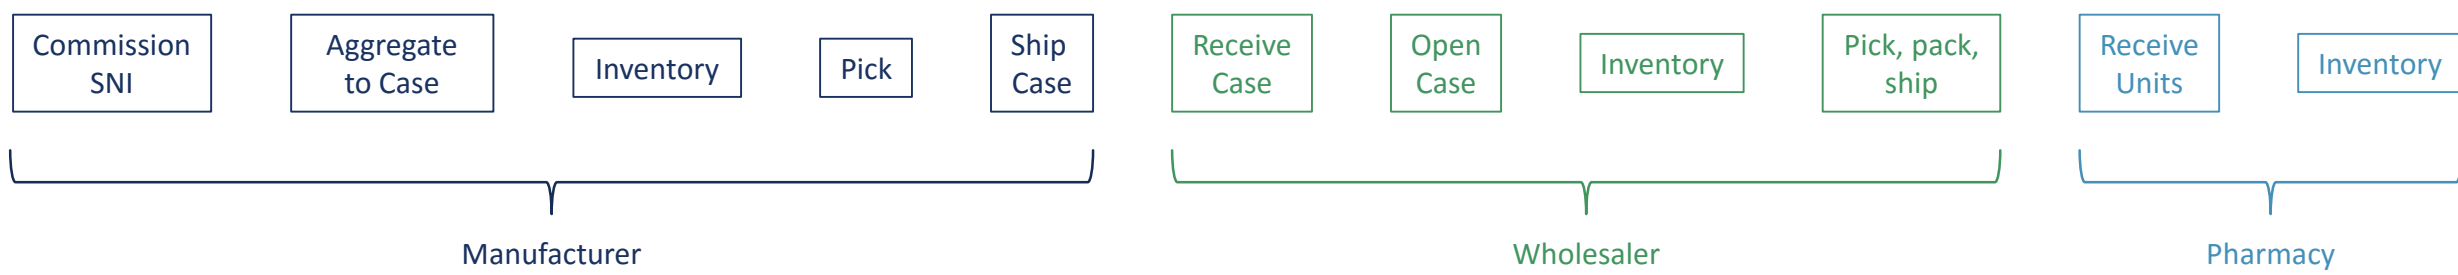 Commission
SNI
Aggregate
to Case
Inventory
Pick
Ship
Case
Receive
Case
Open
Case
Inventory
Pick, pack,
ship
Receive
Units
Inventory
Manufacturer
Wholesaler
Pharmacy